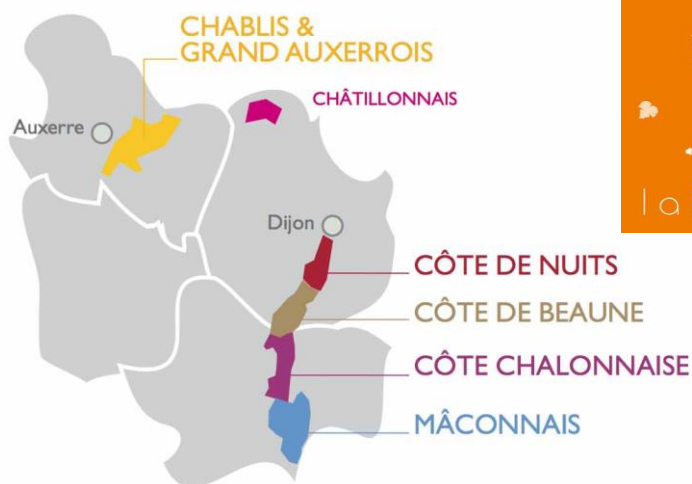 CHABLIS &
GRAND AUXERROIS
CHÂTILLONNAIS
Auxerre
Dijon
CÔTE DE NUITS
CÔTE DE BEAUNE
CÔTE CHALONNAISE
MÂCONNAIS
la